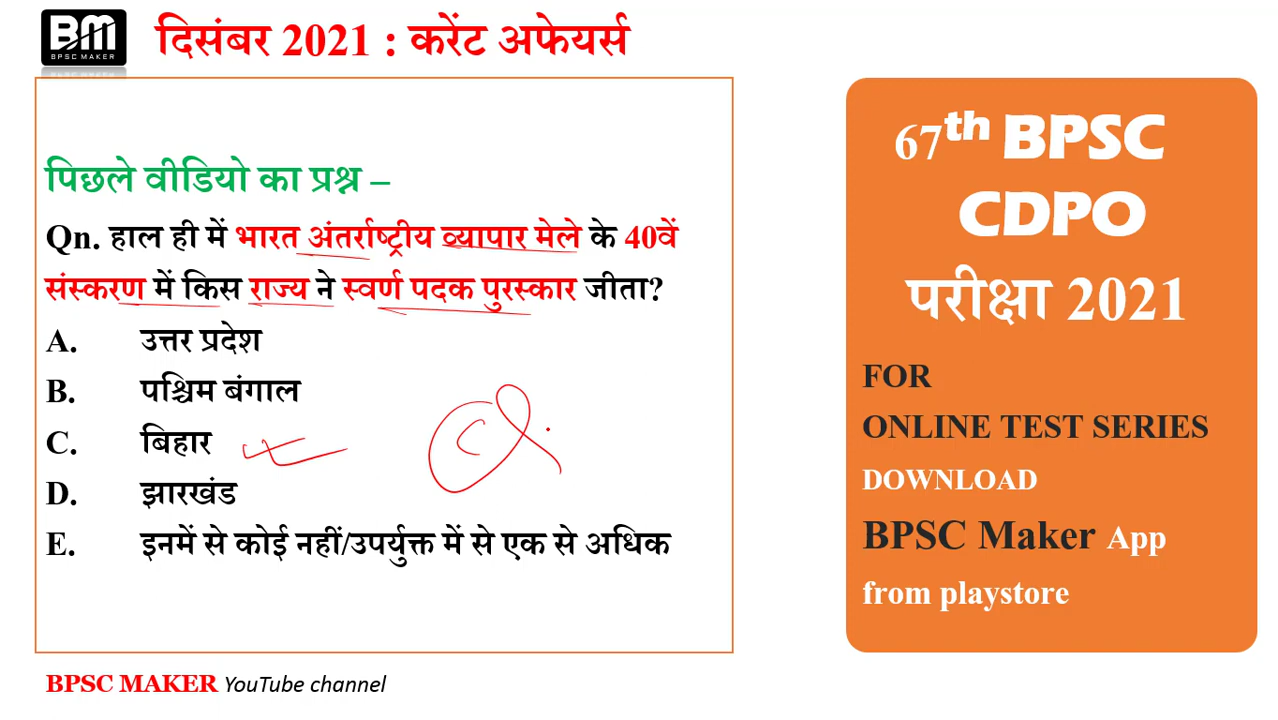 BM
BPSC MAKER
दिसंबर 2021 : करेंट अफेयर्स
पिछले वीडियो का प्रश्न –
Qn. हाल ही में भारत अंतर्राष्ट्रीय व्यापार मेले के 40वें
संस्करण में किस राज्य ने स्वर्ण पदक पुरस्कार जीता?
A. उत्तर प्रदेश
B. पश्चिम बंगाल
C. बिहार
D. झारखंड
E. इनमें से कोई नहीं/उपर्युक्त में से एक से अधिक
C
BPSC MAKER YouTube channel
67th BPSC
CDPO
परीक्षा 2021
FOR
ONLINE TEST SERIES
DOWNLOAD
BPSC Maker App
from playstore